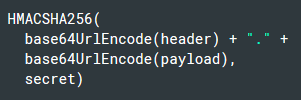 HMACSHA256(
  base64UrlEncode(header) + "." +
  base64UrlEncode(payload),
  secret)